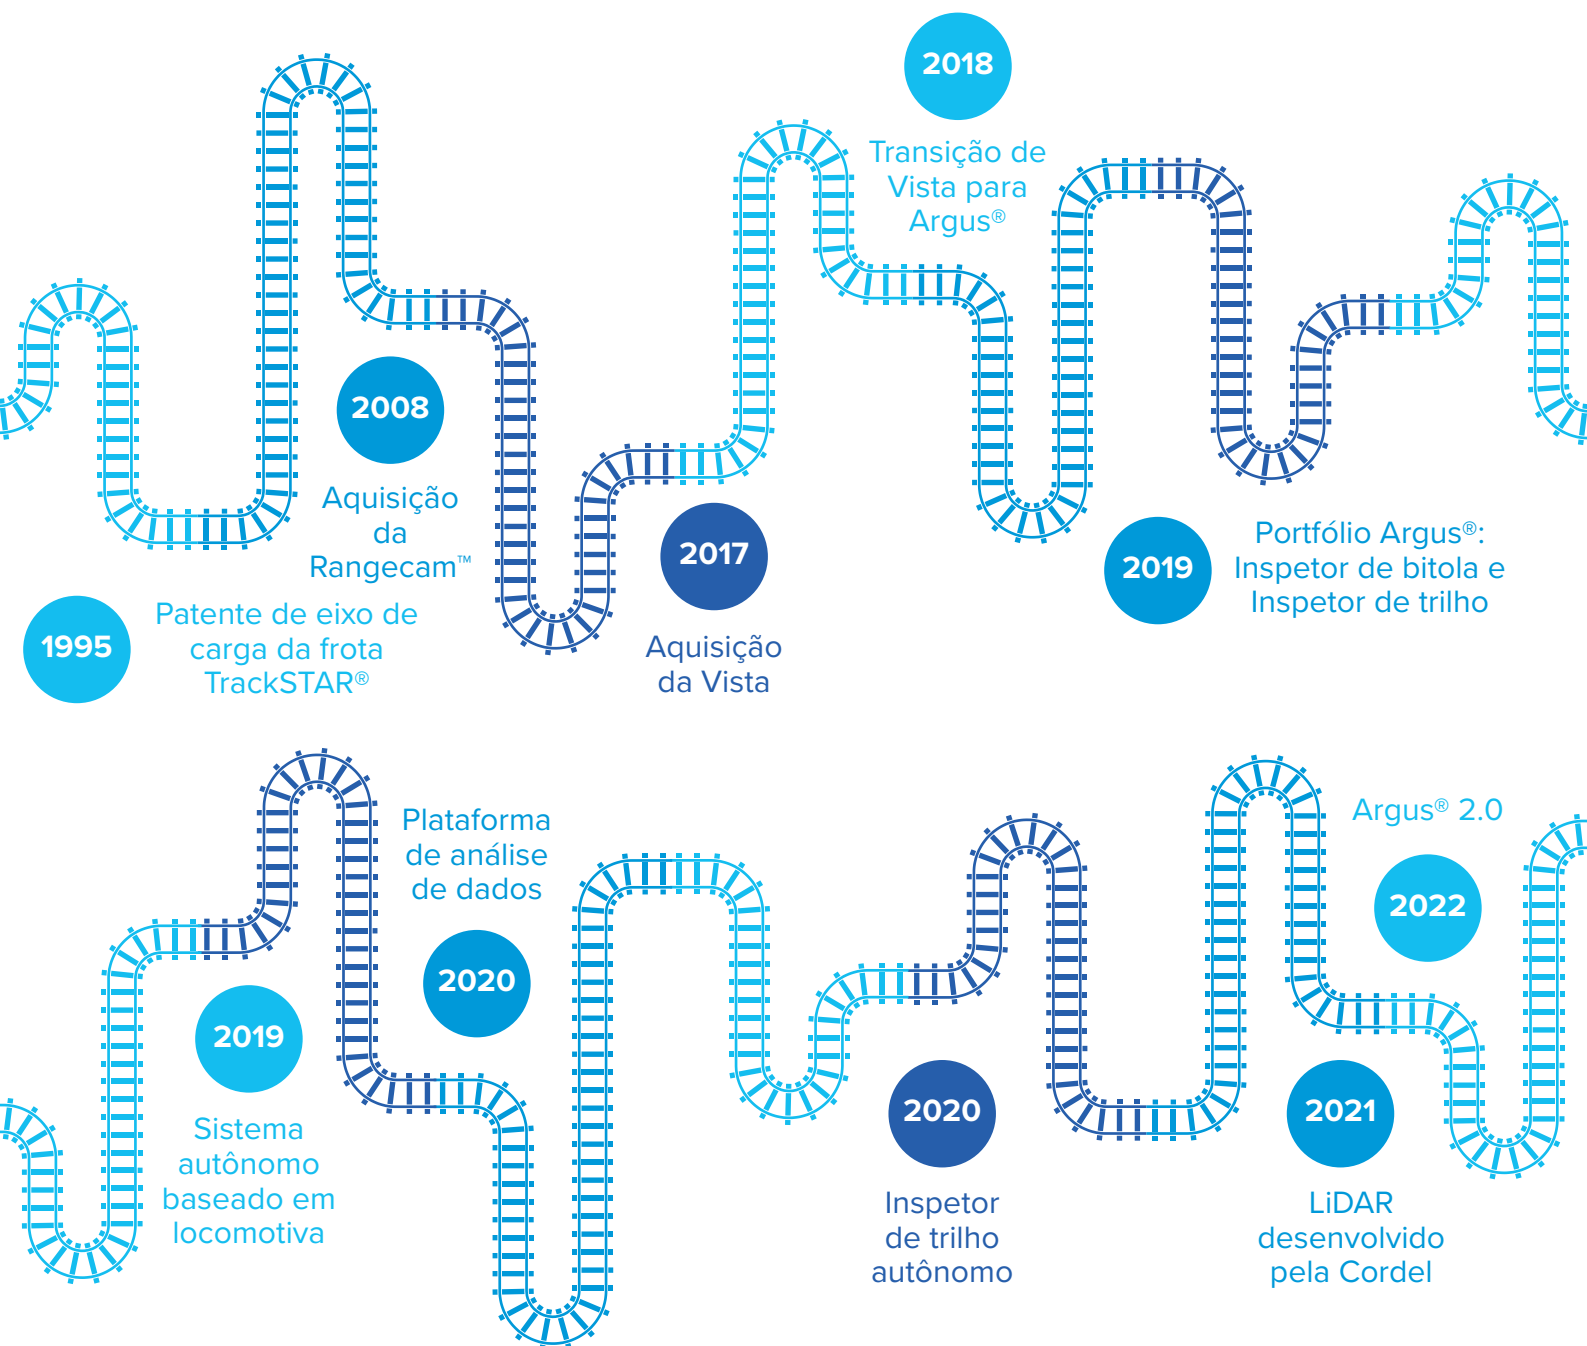 1995
Patente de eixo de
carga da frota
TrackSTAR®
2008
Aquisição
da
Rangecam™
2017
Aquisição
da Vista
2018
Transição de
Vista para
Argus®
2019
Portfólio Argus®:
Inspetor de bitola e
Inspetor de trilho
2019
Sistema
autônomo
baseado em
locomotiva
Plataforma
de análise
de dados
2020
2020
Inspetor
de trilho
autônomo
2021
LiDAR
desenvolvido
pela Cordel
Argus® 2.0
2022